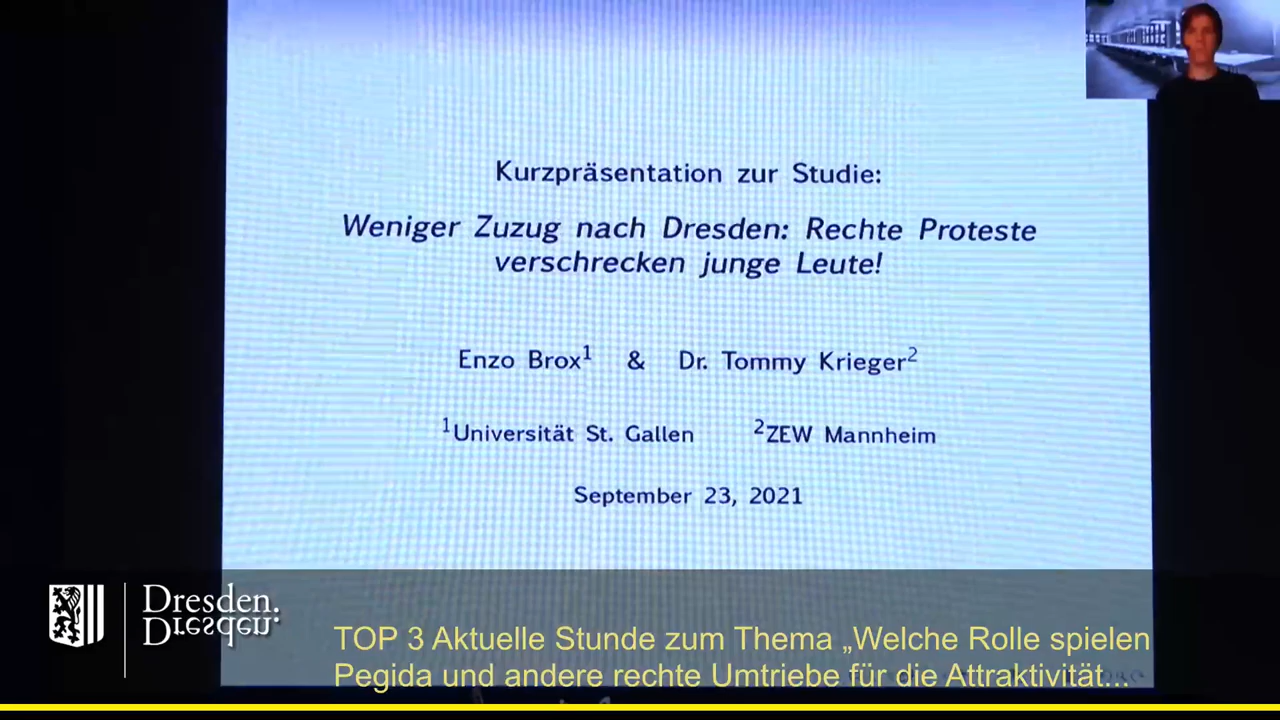 Kurzpräsentation zur Studie:
Weniger Zuzug nach Dresden: Rechte Proteste
verschrecken junge Leute!
Enzo Brox¹ & Dr. Tommy Krieger²
¹Universität St. Gallen ²ZEW Mannheim
September 23, 2021
Dresden.
Dresden.
TOP 3 Aktuelle Stunde zum Thema „Welche Rolle spielen
Pegida und andere rechte Umtriebe für die Attraktivität...